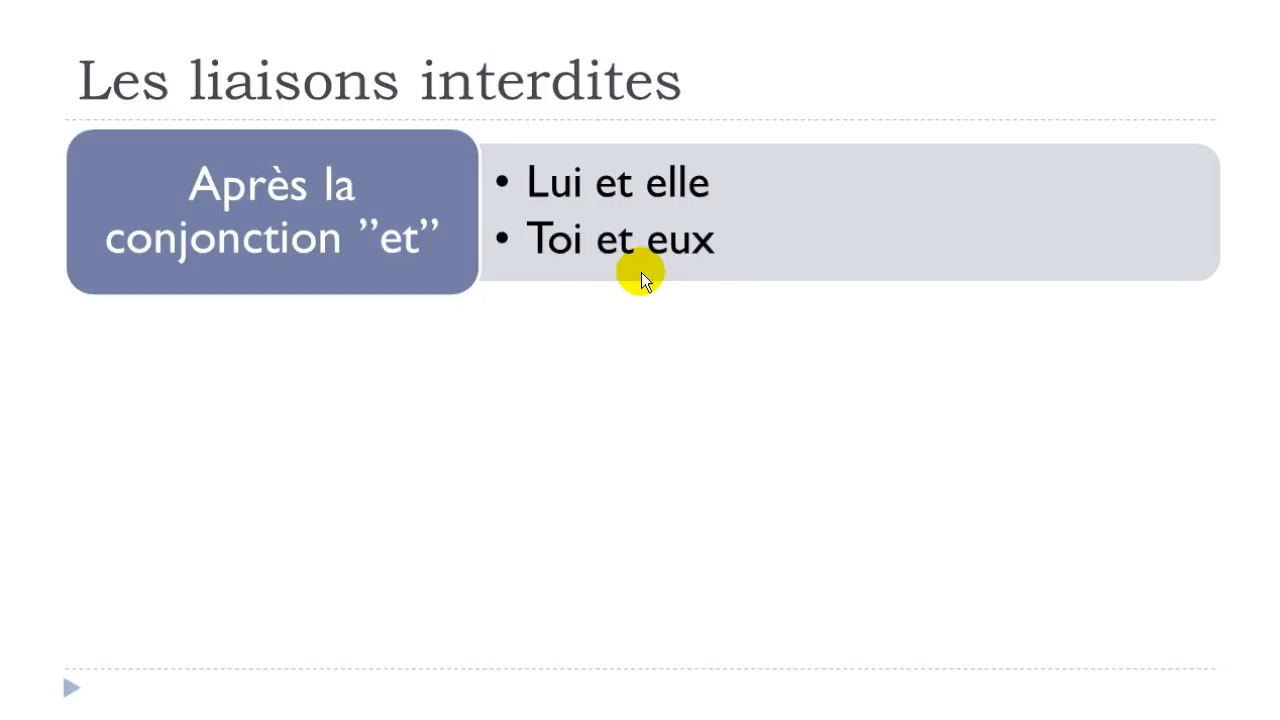 Les liaisons interdites
Après la
conjonction ”et”
• Lui et elle
• Toi et eux